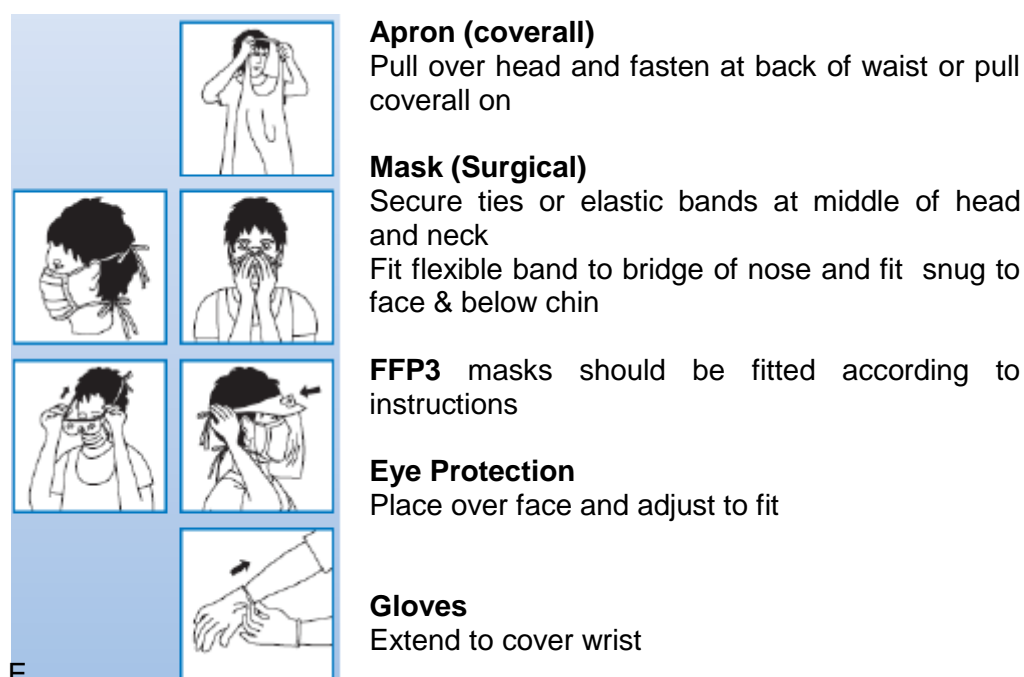 Apron (coverall)
Pull over head and fasten at back of waist or pull
coverall on
Mask (Surgical)
Secure ties or elastic bands at middle of head
and neck
Fit flexible band to bridge of nose and fit snug to
face & below chin
FFP3 masks should be fitted according to
instructions
Eye Protection
Place over face and adjust to fit
Gloves
Extend to cover wrist